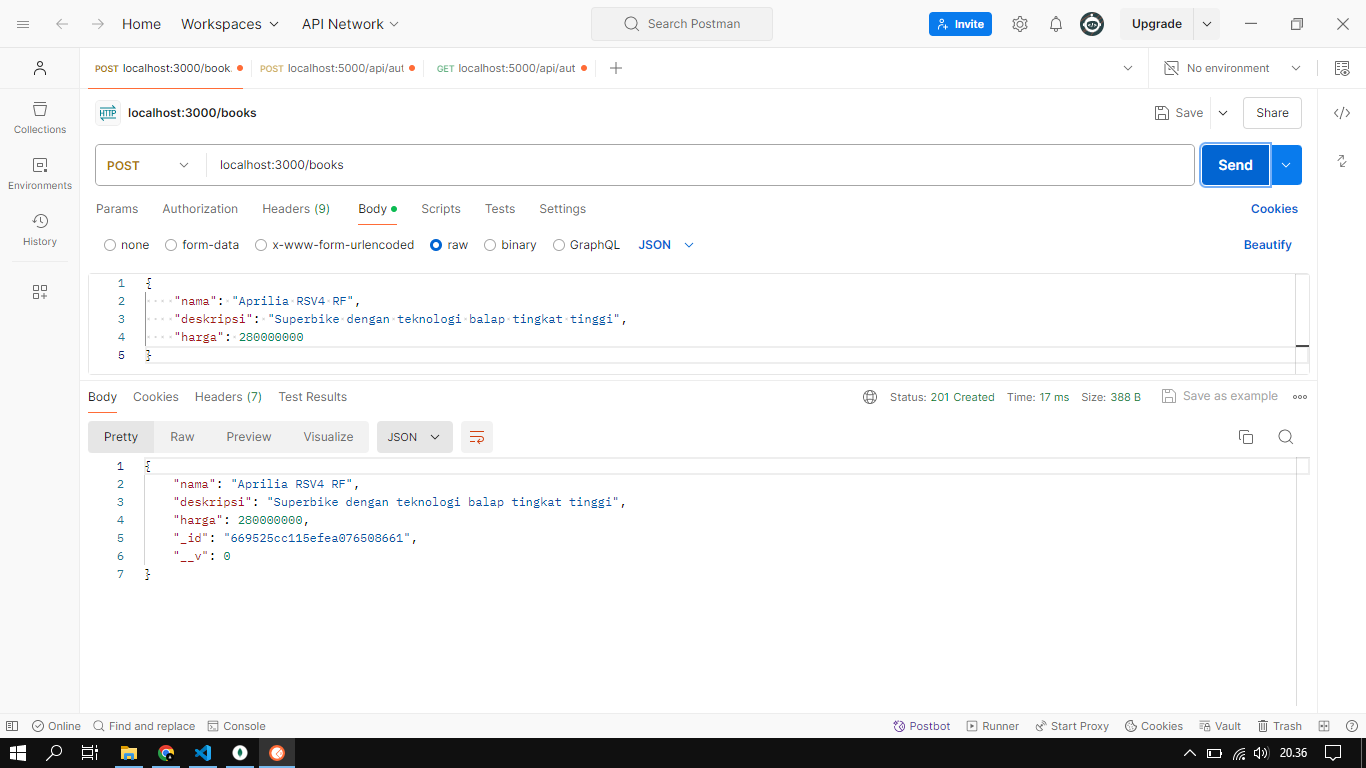 Home Workspaces API Network Search Postman Invite Upgrade
POST localhost:3000/book. POST localhost:5000/api/aut GET localhost:5000/api/aut No environment
HTTP localhost:3000/books Save Share
Collections
POST localhost:3000/books Send
Environments
Params Authorization Headers (9) Body Scripts Tests Settings Cookies
History
none form-data x-www-form-urlencoded raw binary GraphQL JSON Beautify
1 {
2 "nama": "Aprilia RSV4 RF",
3 "deskripsi": "Superbike dengan teknologi balap tingkat tinggi",
4 "harga": 280000000
5 }
Body Cookies Headers (7) Test Results Status: 201 Created Time: 17 ms Size: 388 B Save as example
Pretty Raw Preview Visualize JSON
1 {
2 "nama": "Aprilia RSV4 RF",
3 "deskripsi": "Superbike dengan teknologi balap tingkat tinggi",
4 "harga": 280000000,
5 "_id": "669525cc115efea076508661",
6 "__v": 0
7 }
Online Find and replace Console Postbot Runner Start Proxy Cookies Vault Trash
20.36